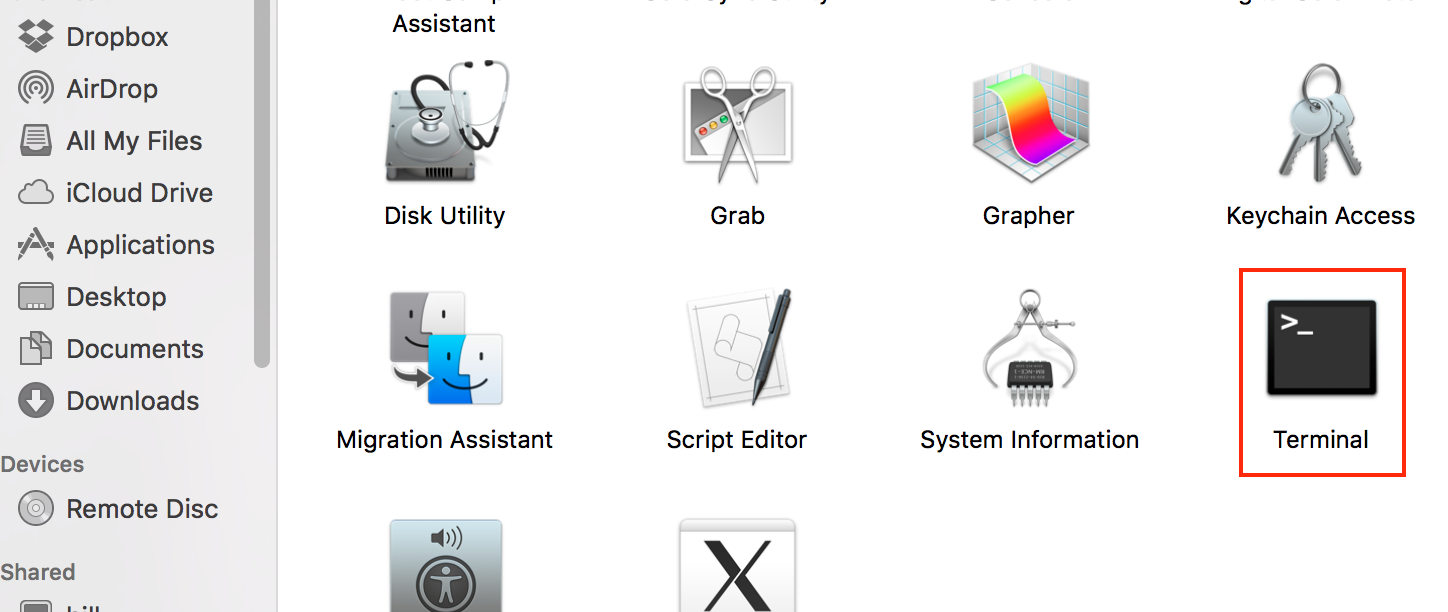 Dropbox
AirDrop
All My Files
iCloud Drive
Applications
Desktop
Documents
Downloads
Devices
Remote Disc
Shared
Assistant
Disk Utility
Grab
Grapher
Keychain Access
Migration Assistant
Script Editor
System Information
>_
Terminal
X